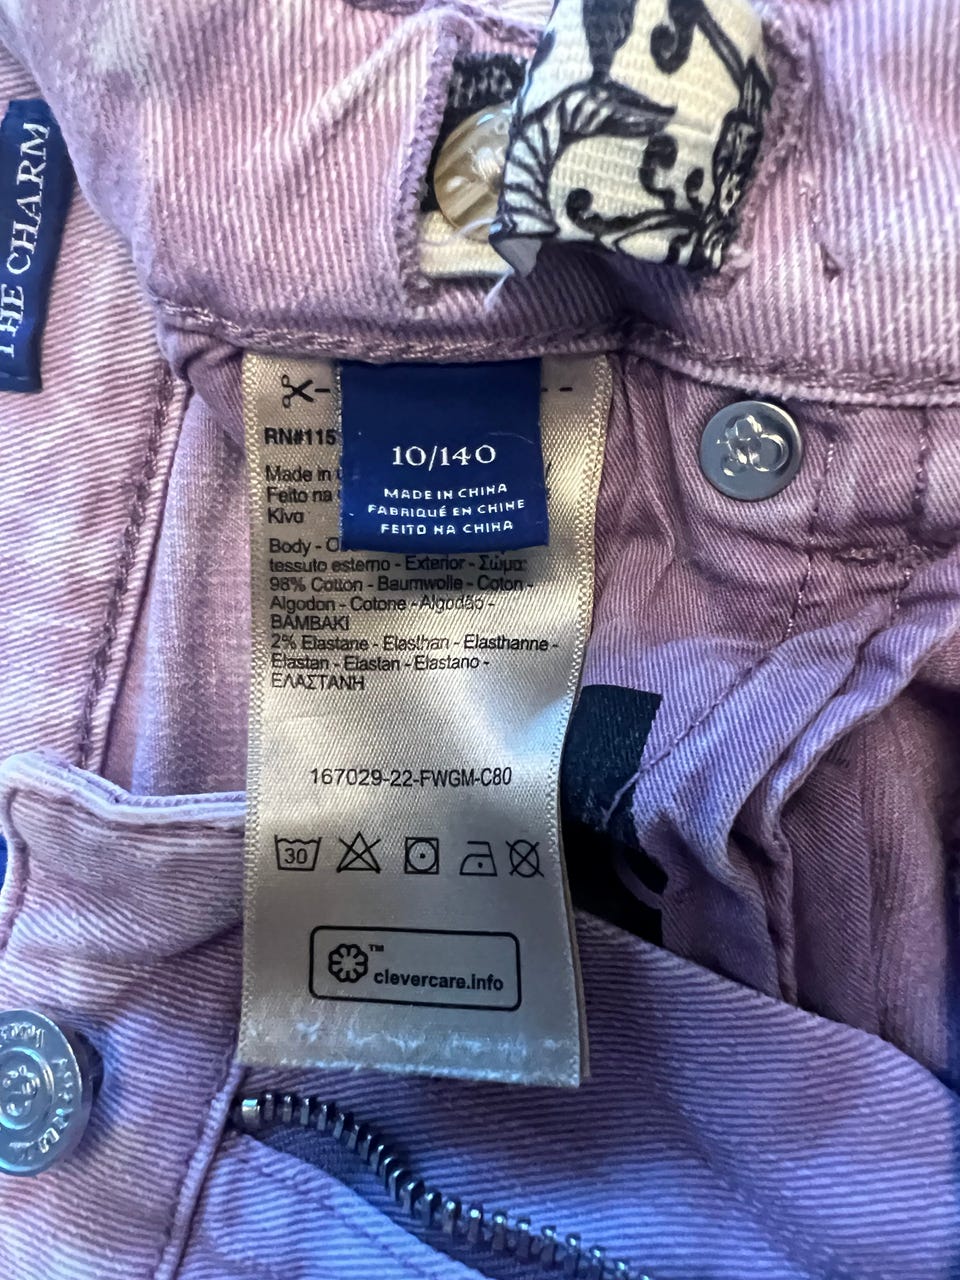 THE CHARM
RN#115
10/140
MADE IN CHINA
FABRIQUÉ EN CHINE
FEITO NA CHINA
Made in
Feito na
Κίνα
Body -
tessuto esterno - Exterior - Σώμα:
98% Cotton - Baumwolle - Coton -
Algodon - Cotone - Algodão -
ΒΑΜΒΑΚΙ
2% Elastane - Elasthan - Elasthanne -
Elastan - Elastan - Elastano -
ΕΛΑΣΤΑΝΗ
167029-22-FWGM-C80
30
™
clevercare.info